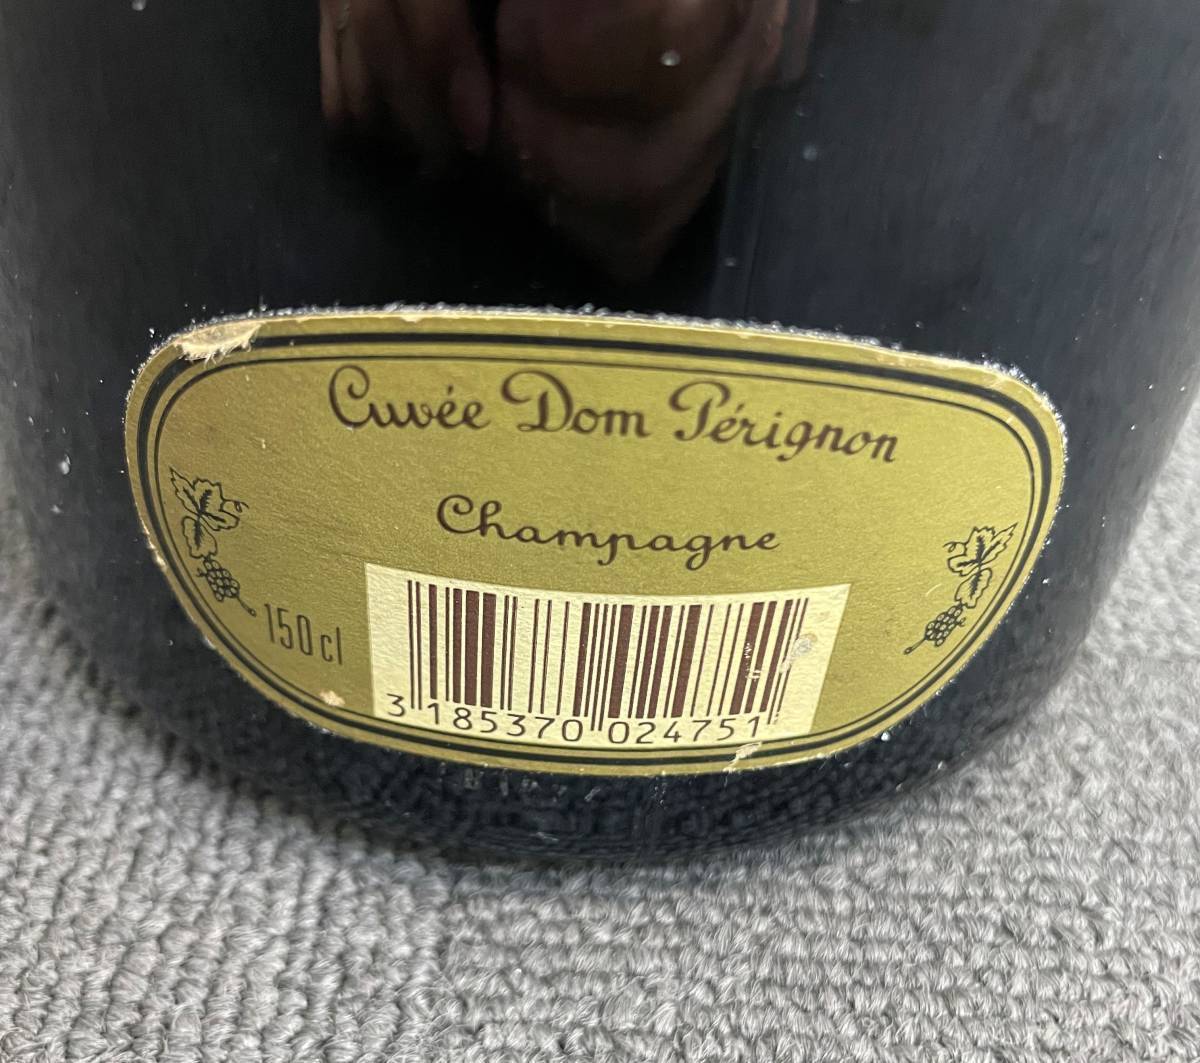 Cuvée Dom Pérignon
Champagne
150 cl
3 185370 024751